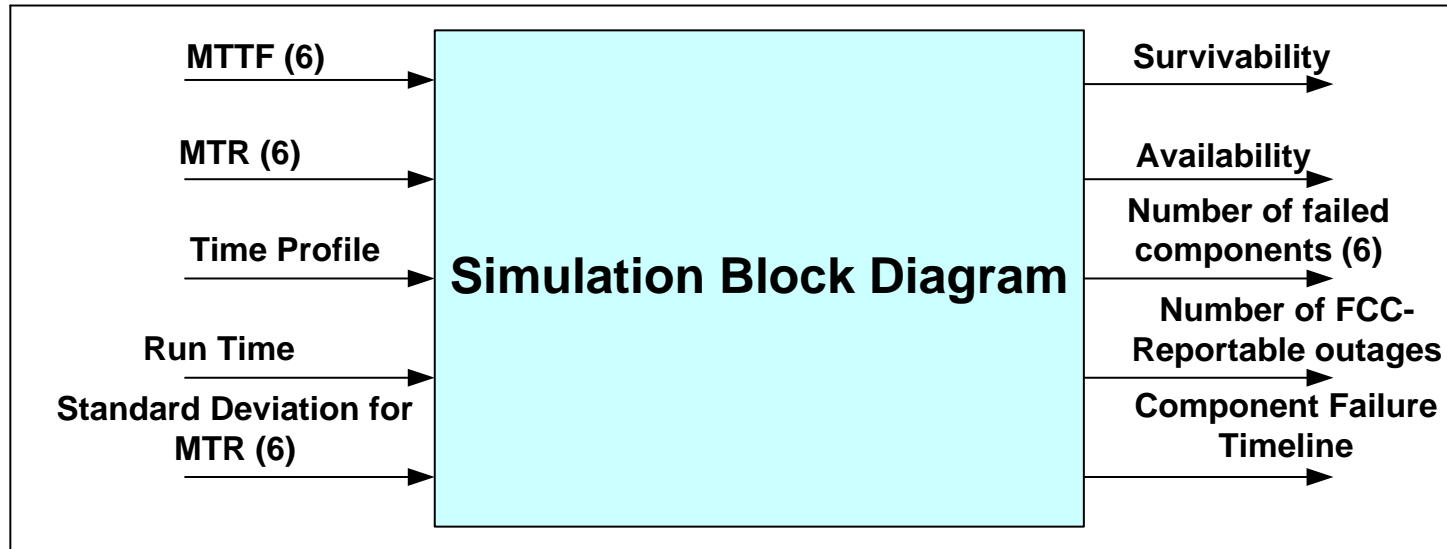 MTTF (6)
MTR (6)
Time Profile
Run Time
Standard Deviation for
MTR (6)
Simulation Block Diagram
Survivability
Availability
Number of failed
components (6)
Number of FCC-
Reportable outages
Component Failure
Timeline